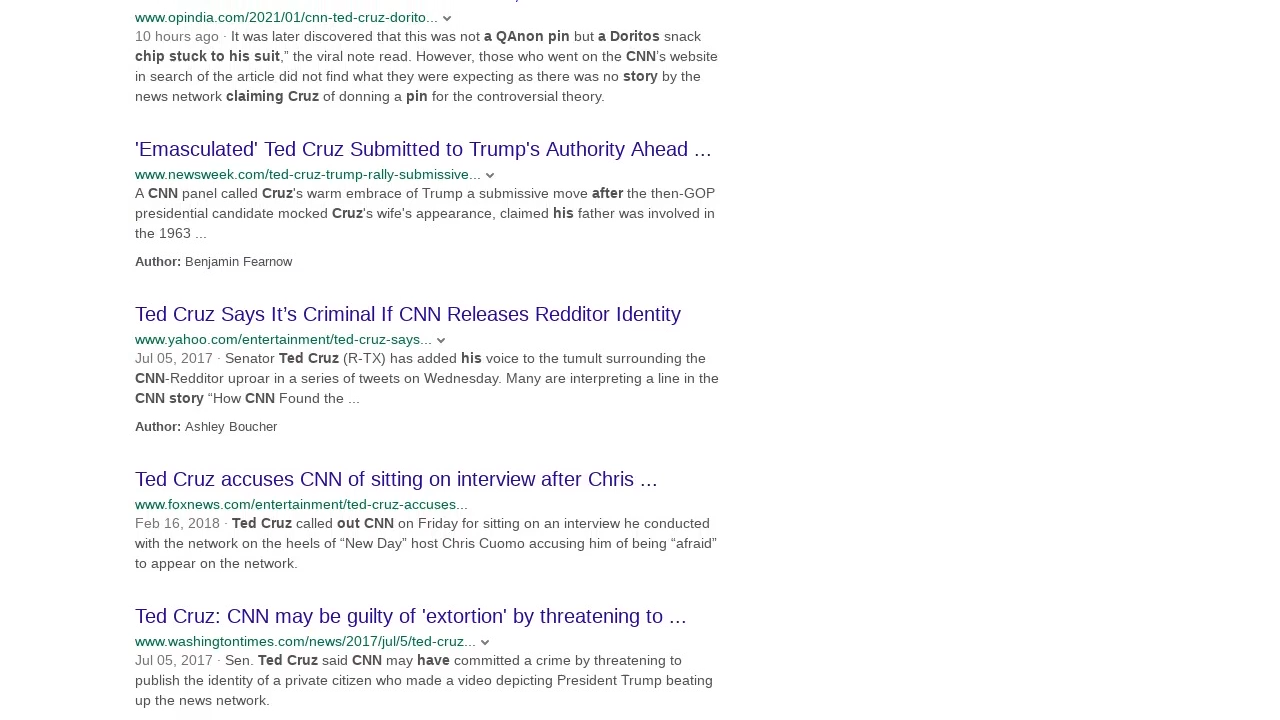 www.opindia.com/2021/01/cnn-ted-cruz-dorito...
10 hours ago · It was later discovered that this was not a QAnon pin but a Doritos snack
chip stuck to his suit,” the viral note read. However, those who went on the CNN’s website
in search of the article did not find what they were expecting as there was no story by the
news network claiming Cruz of donning a pin for the controversial theory.
'Emasculated' Ted Cruz Submitted to Trump's Authority Ahead ...
www.newsweek.com/ted-cruz-trump-rally-submissive...
A CNN panel called Cruz's warm embrace of Trump a submissive move after the then-GOP
presidential candidate mocked Cruz's wife's appearance, claimed his father was involved in
the 1963 ...
Author: Benjamin Fearnow
Ted Cruz Says It’s Criminal If CNN Releases Redditor Identity
www.yahoo.com/entertainment/ted-cruz-says...
Jul 05, 2017 · Senator Ted Cruz (R-TX) has added his voice to the tumult surrounding the
CNN-Redditor uproar in a series of tweets on Wednesday. Many are interpreting a line in the
CNN story “How CNN Found the ...
Author: Ashley Boucher
Ted Cruz accuses CNN of sitting on interview after Chris ...
www.foxnews.com/entertainment/ted-cruz-accuses...
Feb 16, 2018 · Ted Cruz called out CNN on Friday for sitting on an interview he conducted
with the network on the heels of “New Day” host Chris Cuomo accusing him of being “afraid”
to appear on the network.
Ted Cruz: CNN may be guilty of 'extortion' by threatening to ...
www.washingtontimes.com/news/2017/jul/5/ted-cruz...
Jul 05, 2017 · Sen. Ted Cruz said CNN may have committed a crime by threatening to
publish the identity of a private citizen who made a video depicting President Trump beating
up the news network.